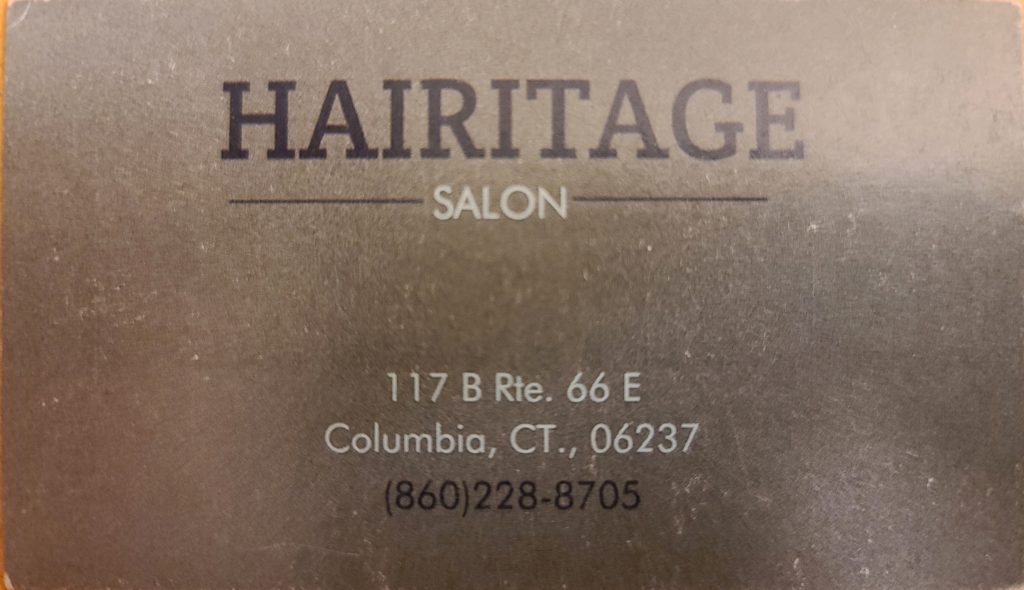 HAIRITAGE
SALON
117 B Rte. 66 E
Columbia, CT., 06237
(860)228-8705